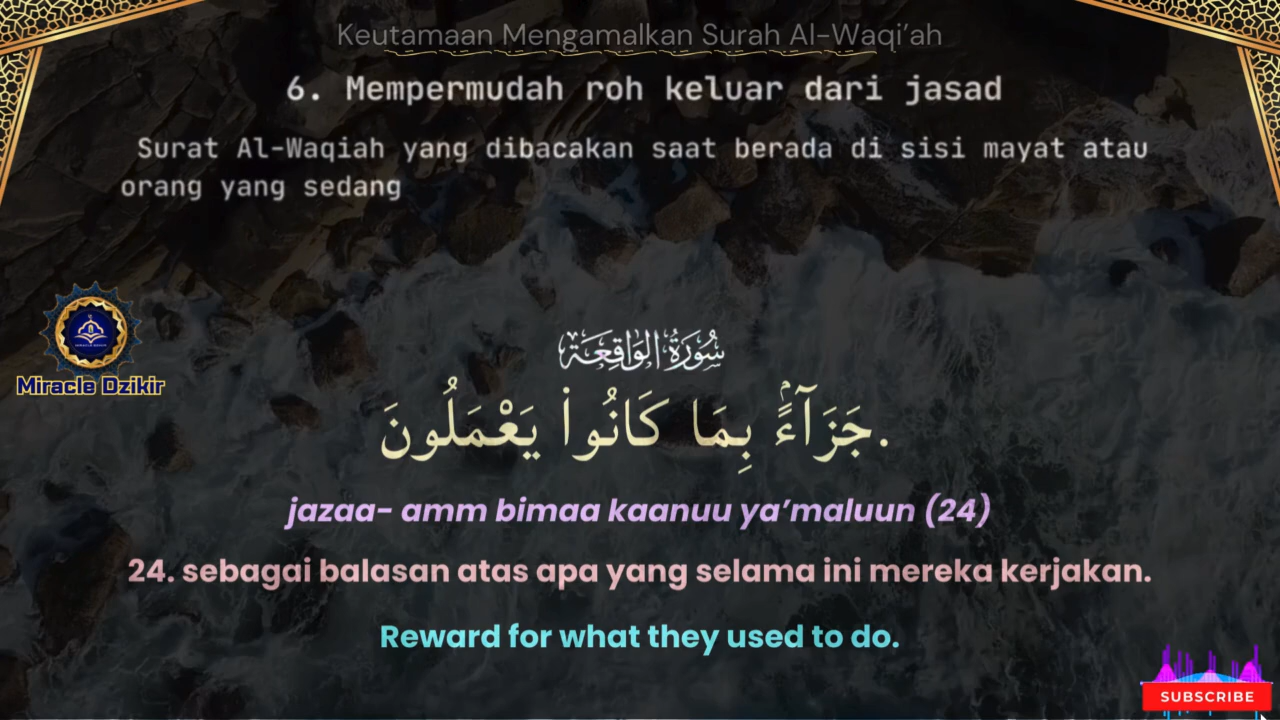 Keutamaan Mengamalkan Surah Al-Waqi’ah
6. Mempermudah roh keluar dari jasad
Surat Al-Waqiah yang dibacakan saat berada di sisi mayat atau
orang yang sedang
Miracle Dzikir
سُورَةُ الوَاقِعَة
جَزَآءًۢ بِمَا كَانُوا۟ يَعْمَلُونَ.
jazaa- amm bimaa kaanuu ya’maluun (24)
24. sebagai balasan atas apa yang selama ini mereka kerjakan.
Reward for what they used to do.
SUBSCRIBE